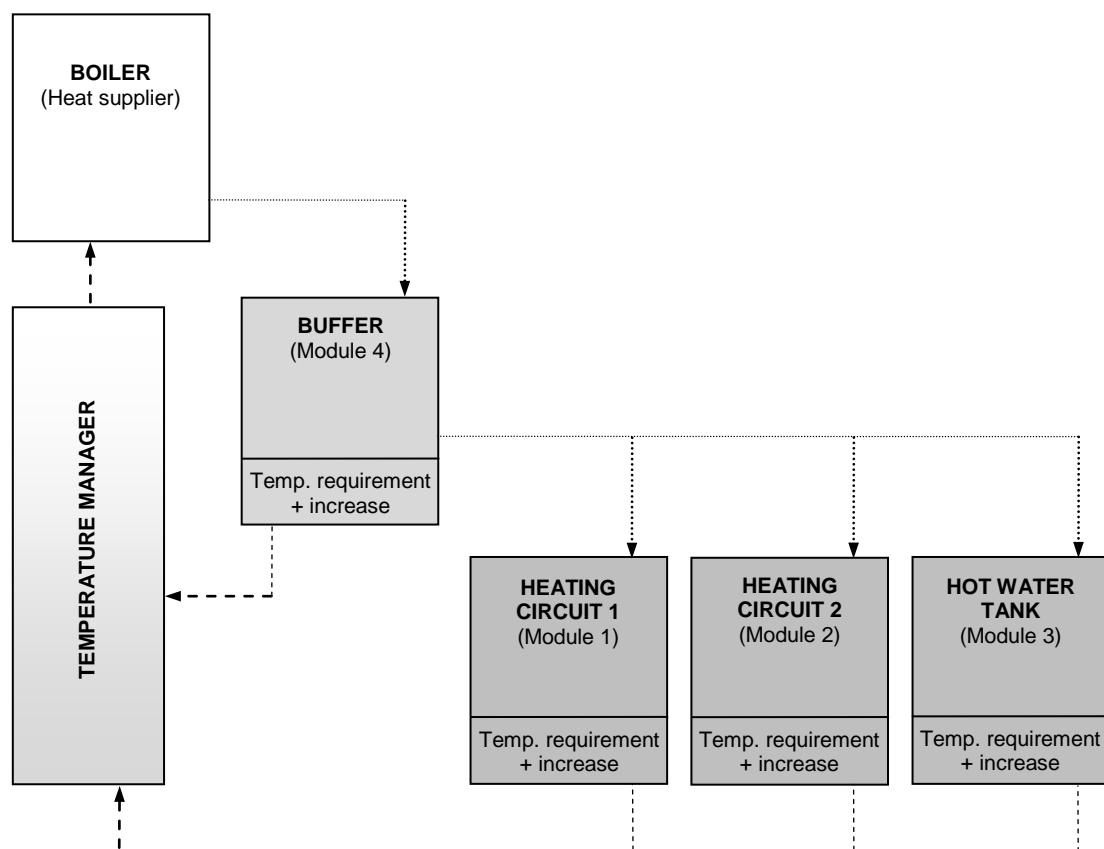 BOILER
(Heat supplier)
BUFFER
(Module 4)
Temp. requirement
+ increase
TEMPERATURE MANAGER
HEATING
CIRCUIT 1
(Module 1)
Temp. requirement
+ increase
HEATING
CIRCUIT 2
(Module 2)
Temp. requirement
+ increase
HOT WATER
TANK
(Module 3)
Temp. requirement
+ increase